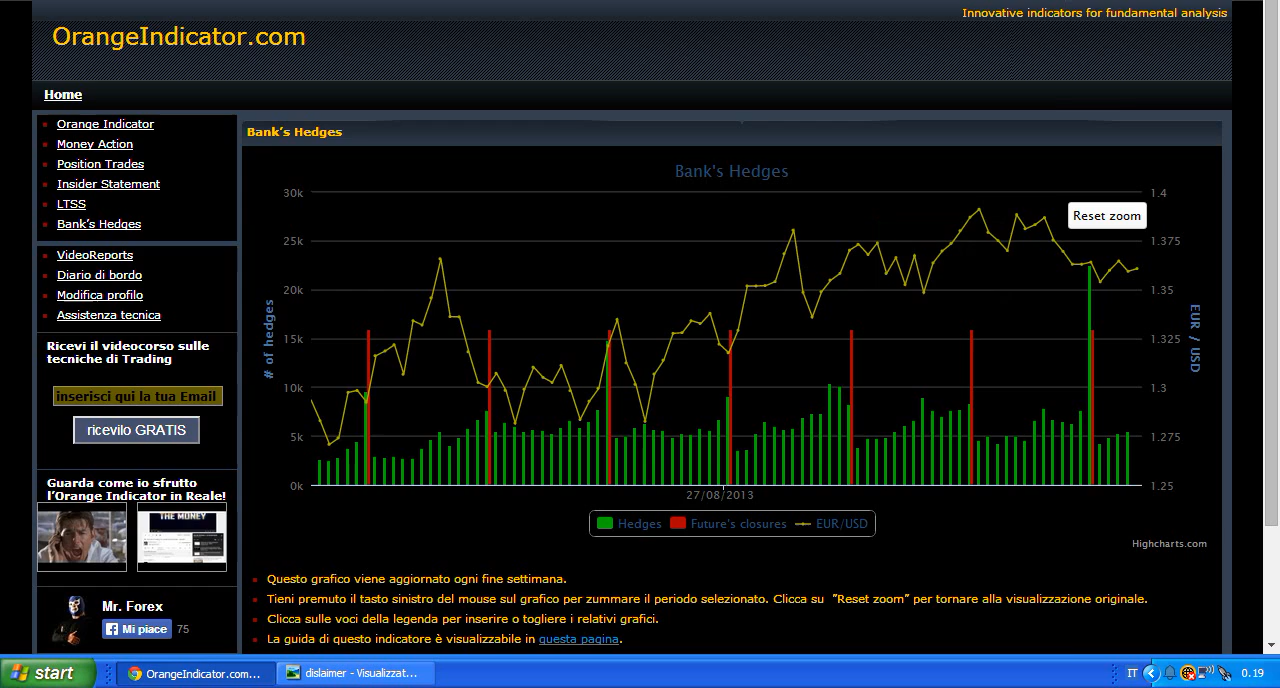 Innovative indicators for fundamental analysis
OrangeIndicator.com
Home
Orange Indicator
Money Action
Position Trades
Insider Statement
LTSS
Bank's Hedges
VideoReports
Diario di bordo
Modifica profilo
Assistenza tecnica
Ricevi il videocorso sulle
tecniche di Trading
inserisci qui la tua Email
ricevilo GRATIS
Guarda come io sfrutto
l'Orange Indicator in Reale!
THE MONEY
Mr. Forex
Mi piace 75
Bank's Hedges
Bank's Hedges
Reset zoom
30k
25k
20k
15k
10k
5k
0k
# of hedges
1.4
1.375
1.35
1.325
1.3
1.275
1.25
EUR / USD
27/08/2013
Hedges Future's closures EUR/USD
Highcharts.com
Questo grafico viene aggiornato ogni fine settimana.
Tieni premuto il tasto sinistro del mouse sul grafico per zummare il periodo selezionato. Clicca su "Reset zoom" per tornare alla visualizzazione originale.
Clicca sulle voci della legenda per inserire o togliere i relativi grafici.
La guida di questo indicatore è visualizzabile in questa pagina.
start
OrangeIndicator.com...
dislaimer - Visualizzat...
IT
0.19